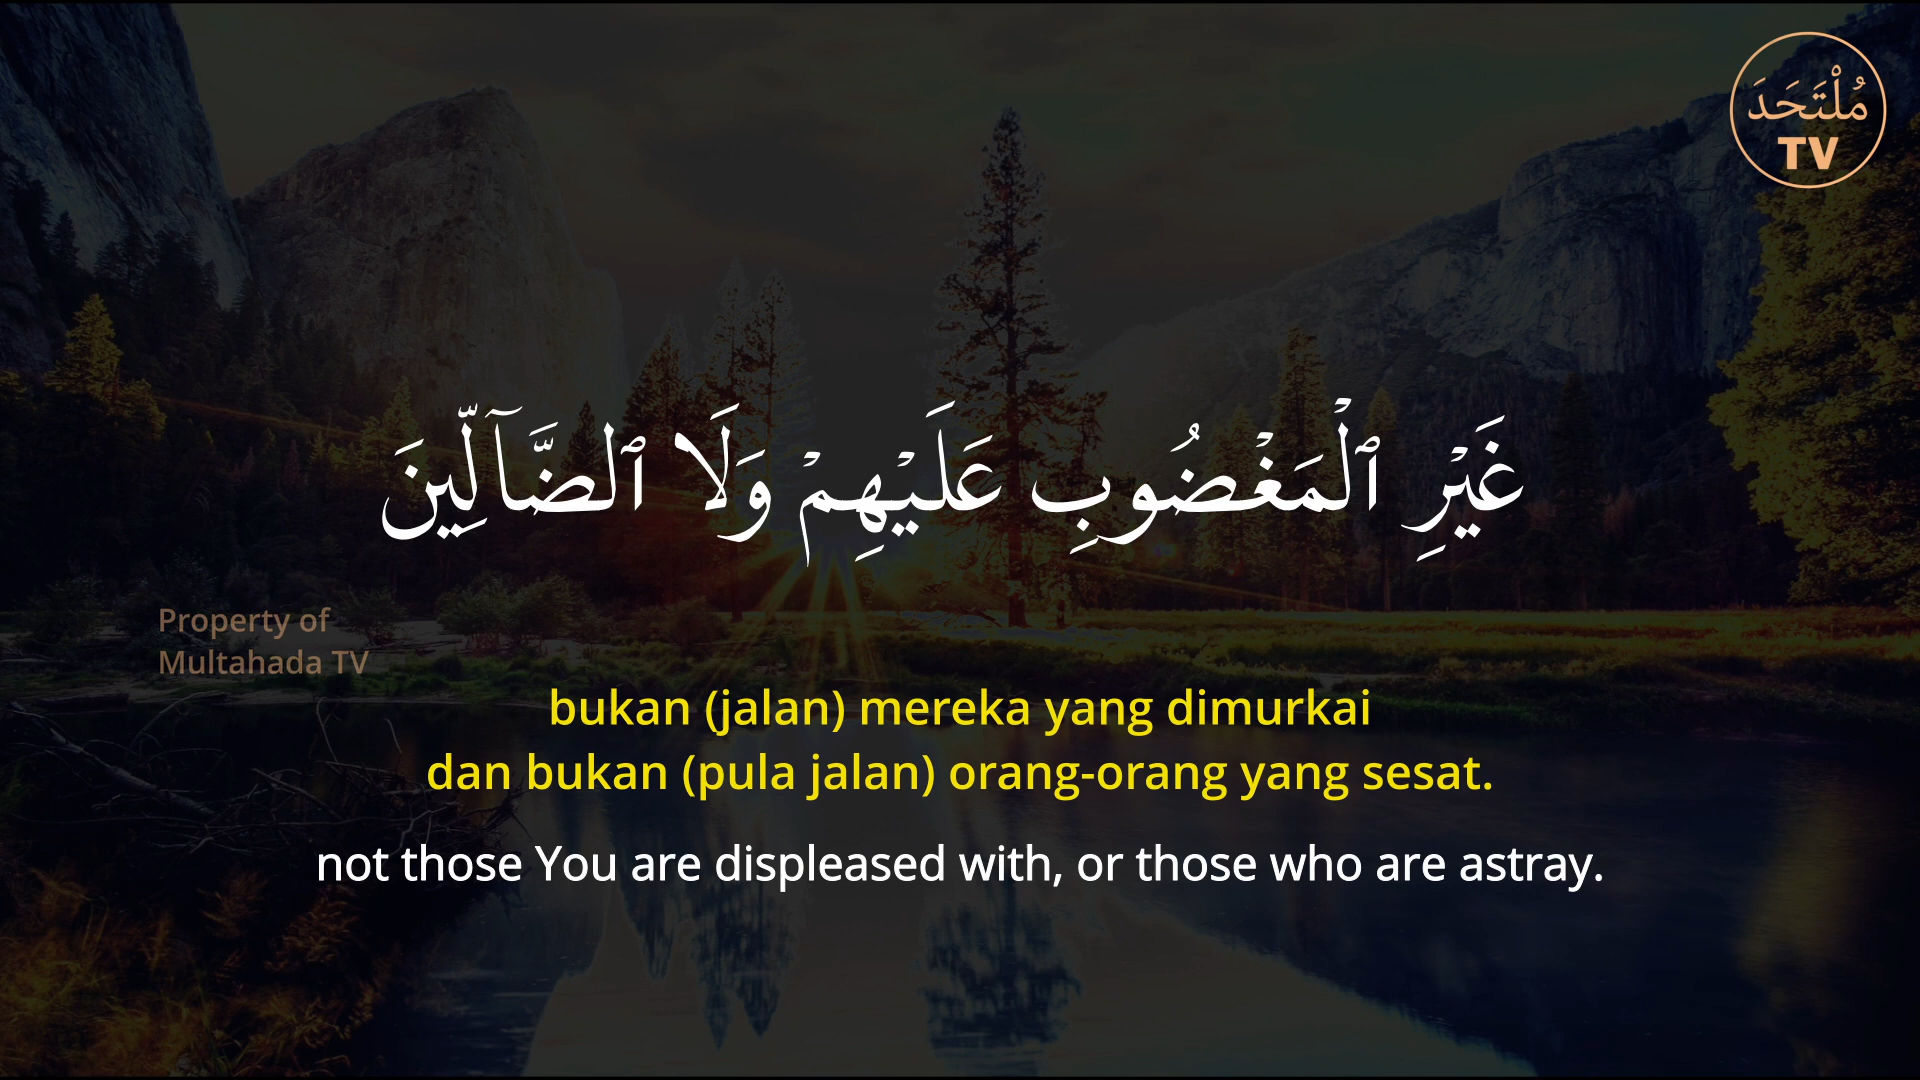 مُلْتَحَدَ
TV
غَيْرِ ٱلْمَغْضُوبِ عَلَيْهِمْ وَلَا ٱلضَّآلِّينَ
Property of
Multahada TV
bukan (jalan) mereka yang dimurkai
dan bukan (pula jalan) orang-orang yang sesat.
not those You are displeased with, or those who are astray.